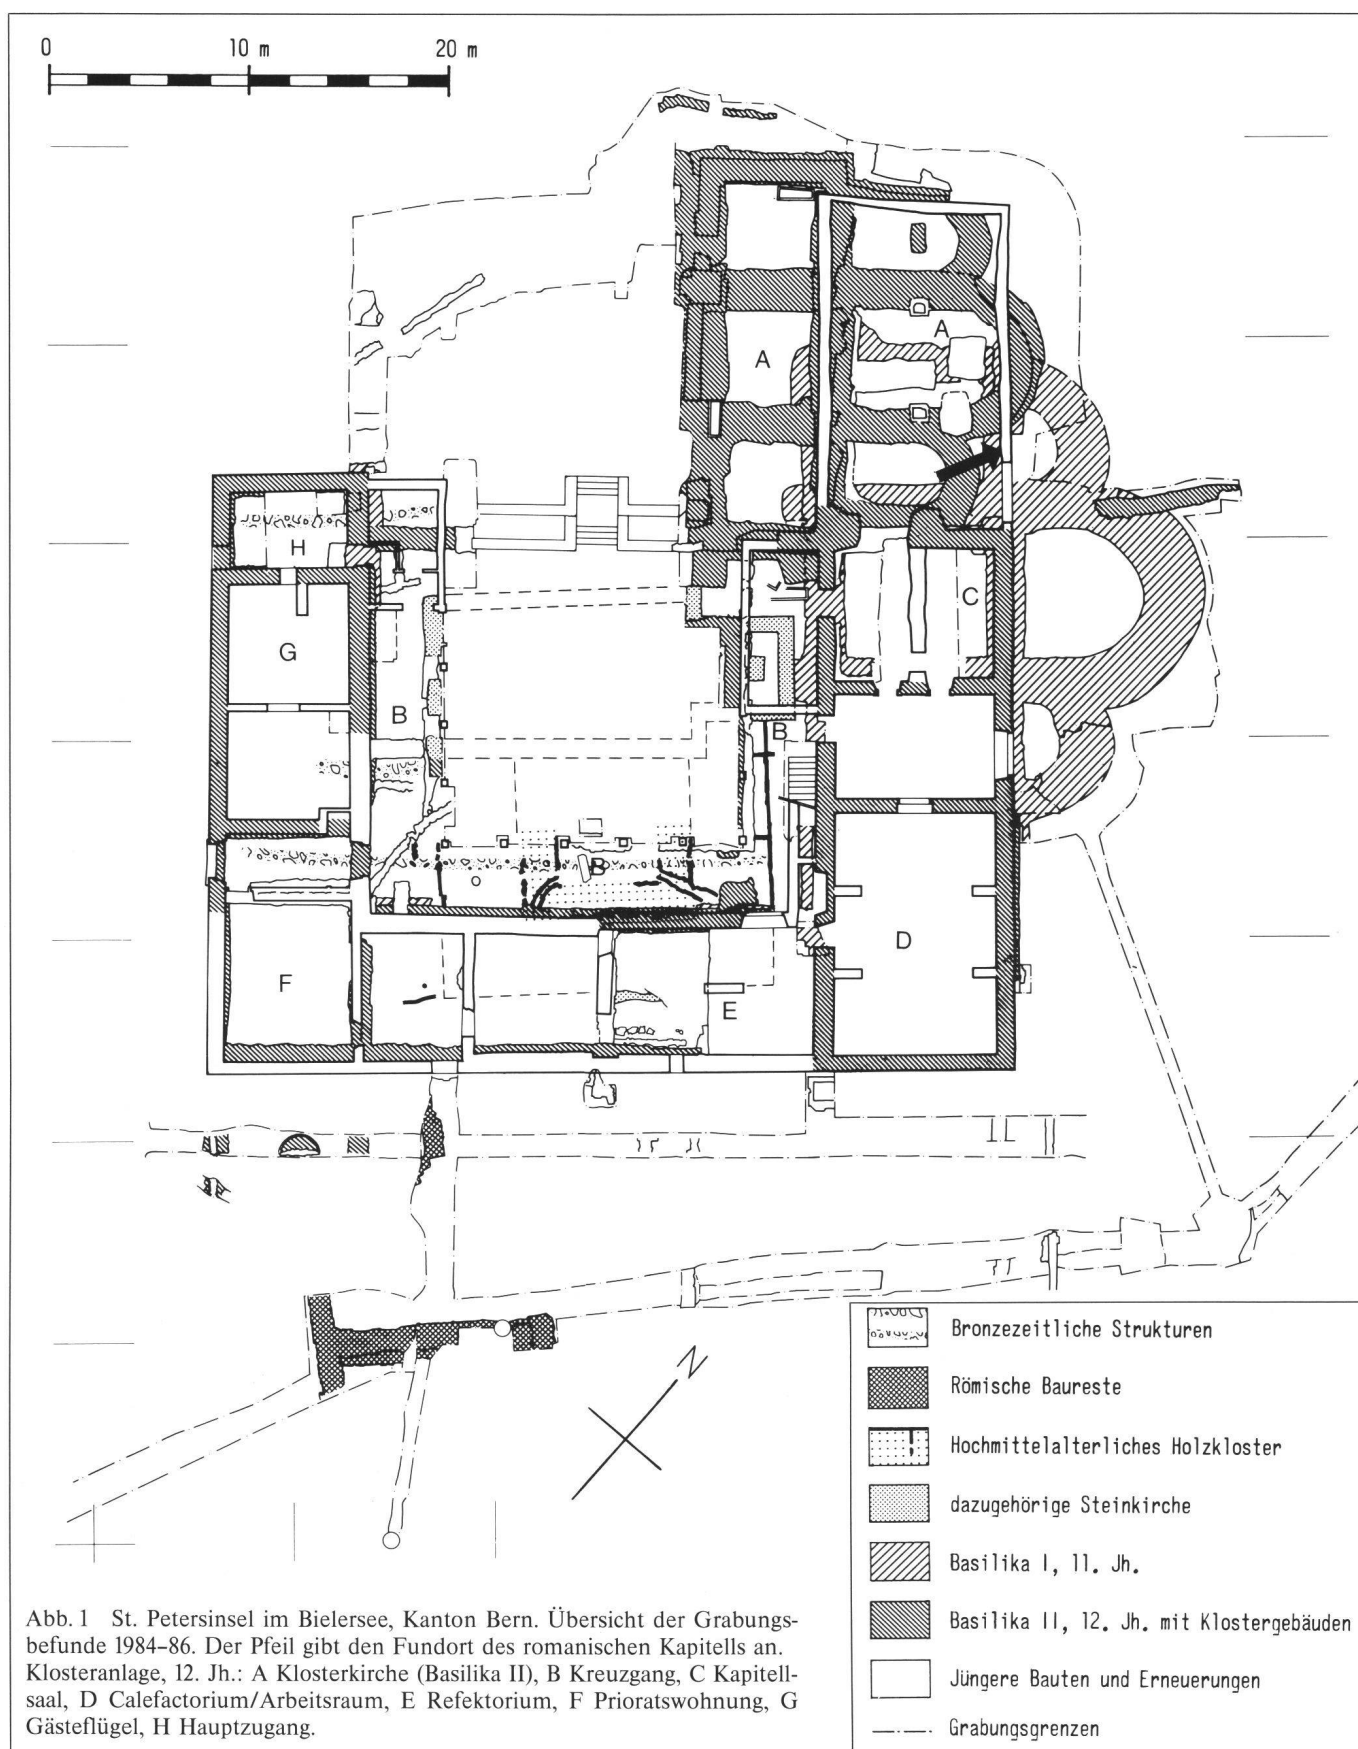 0 10 m 20 m
A
A
H
C
G
B
B
B
D
F
E
N
Bronzezeitliche Strukturen
Römische Baureste
Hochmittelalterliches Holzkloster
dazugehörige Steinkirche
Basilika I, 11. Jh.
Basilika II, 12. Jh. mit Klostergebäuden
Jüngere Bauten und Erneuerungen
Grabungsgrenzen
Abb. 1 St. Petersinsel im Bielersee, Kanton Bern. Übersicht der Grabungs-
befunde 1984–86. Der Pfeil gibt den Fundort des romanischen Kapitells an.
Klosteranlage, 12. Jh.: A Klosterkirche (Basilika II), B Kreuzgang, C Kapitell-
saal, D Calefactorium/Arbeitsraum, E Refektorium, F Prioratswohnung, G
Gästeflügel, H Hauptzugang.